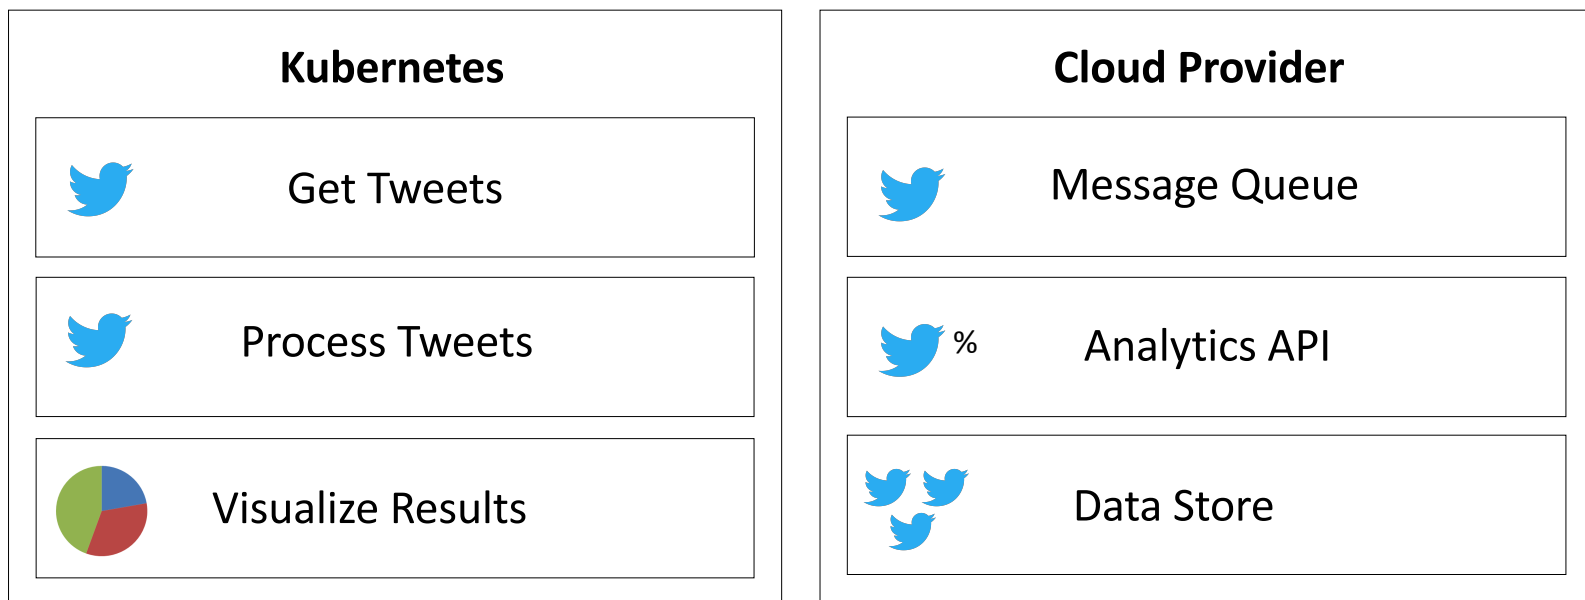 Kubernetes
Get Tweets
Process Tweets
Visualize Results
Cloud Provider
Message Queue
% Analytics API
Data Store